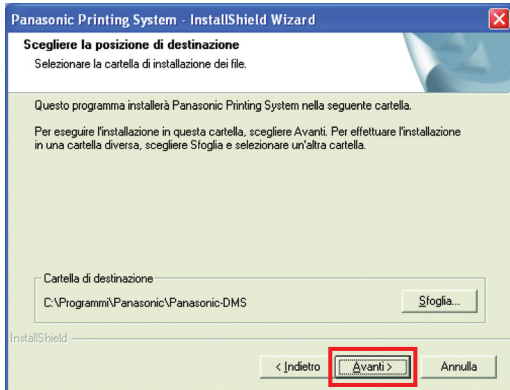 Panasonic Printing System - InstallShield Wizard
Scegliere la posizione di destinazione
Selezionare la cartella di installazione dei file.
Questo programma installerà Panasonic Printing System nella seguente cartella.
Per eseguire l'installazione in questa cartella, scegliere Avanti. Per effettuare l'installazione
in una cartella diversa, scegliere Sfoglia e selezionare un'altra cartella.
Cartella di destinazione
C:\Programmi\Panasonic\Panasonic-DMS
Sfoglia...
InstallShield
< Indietro
Avanti >
Annulla